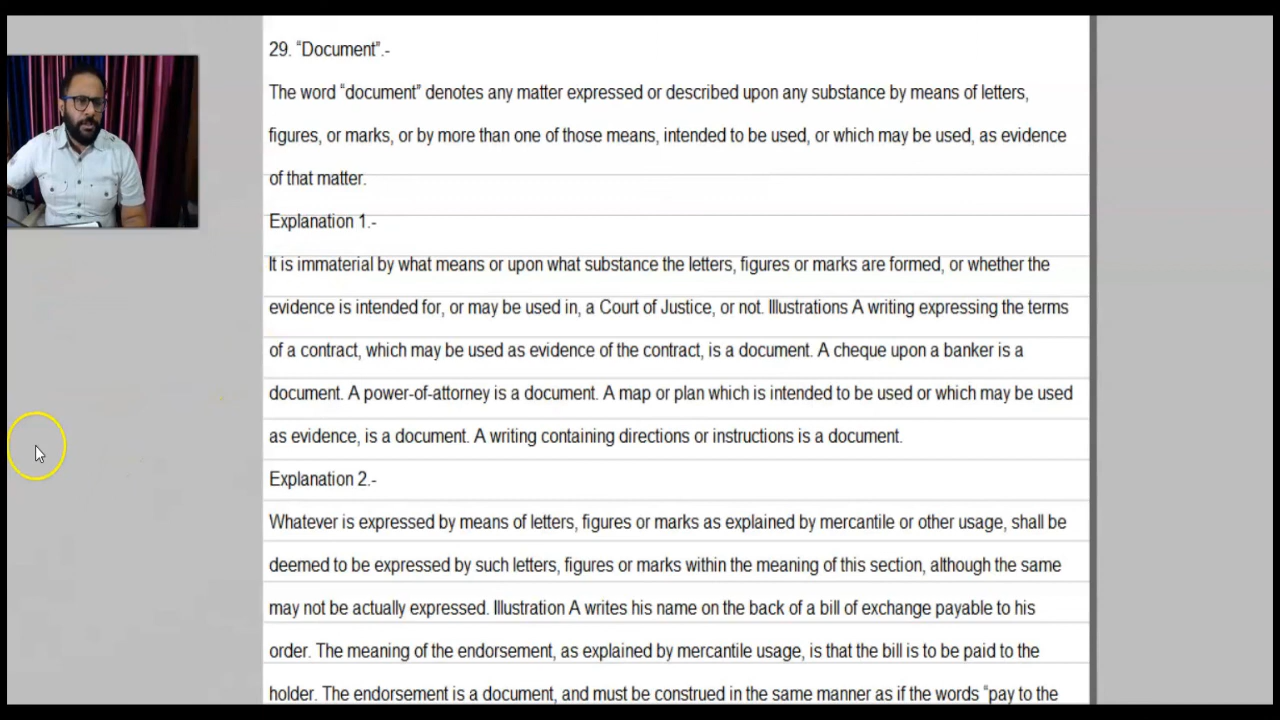 29. “Document”.-
The word “document” denotes any matter expressed or described upon any substance by means of letters,
figures, or marks, or by more than one of those means, intended to be used, or which may be used, as evidence
of that matter.
Explanation 1.-
It is immaterial by what means or upon what substance the letters, figures or marks are formed, or whether the
evidence is intended for, or may be used in, a Court of Justice, or not. Illustrations A writing expressing the terms
of a contract, which may be used as evidence of the contract, is a document. A cheque upon a banker is a
document. A power-of-attorney is a document. A map or plan which is intended to be used or which may be used
as evidence, is a document. A writing containing directions or instructions is a document.
Explanation 2.-
Whatever is expressed by means of letters, figures or marks as explained by mercantile or other usage, shall be
deemed to be expressed by such letters, figures or marks within the meaning of this section, although the same
may not be actually expressed. Illustration A writes his name on the back of a bill of exchange payable to his
order. The meaning of the endorsement, as explained by mercantile usage, is that the bill is to be paid to the
holder. The endorsement is a document, and must be construed in the same manner as if the words “pay to the